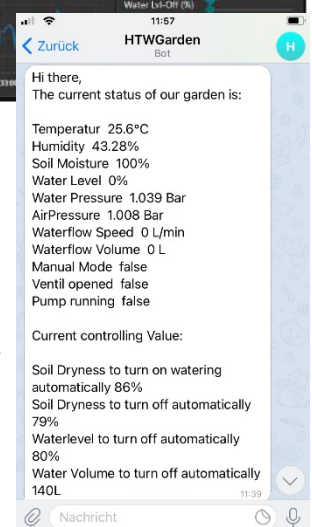 Water Lvl-Off (%)
11:57
Zurück
HTWGarden
Bot
H
Hi there,
The current status of our garden is:
Temperatur 25.6°C
Humidity 43.28%
Soil Moisture 100%
Water Level 0%
Water Pressure 1.039 Bar
AirPressure 1.008 Bar
Waterflow Speed 0 L/min
Waterflow Volume 0 L
Manual Mode false
Ventil opened false
Pump running false
Current controlling Value:
Soil Dryness to turn on watering
automatically 86%
Soil Dryness to turn off automatically
79%
Waterlevel to turn off automatically
80%
Water Volume to turn off automatically
140L
11:39
Nachricht